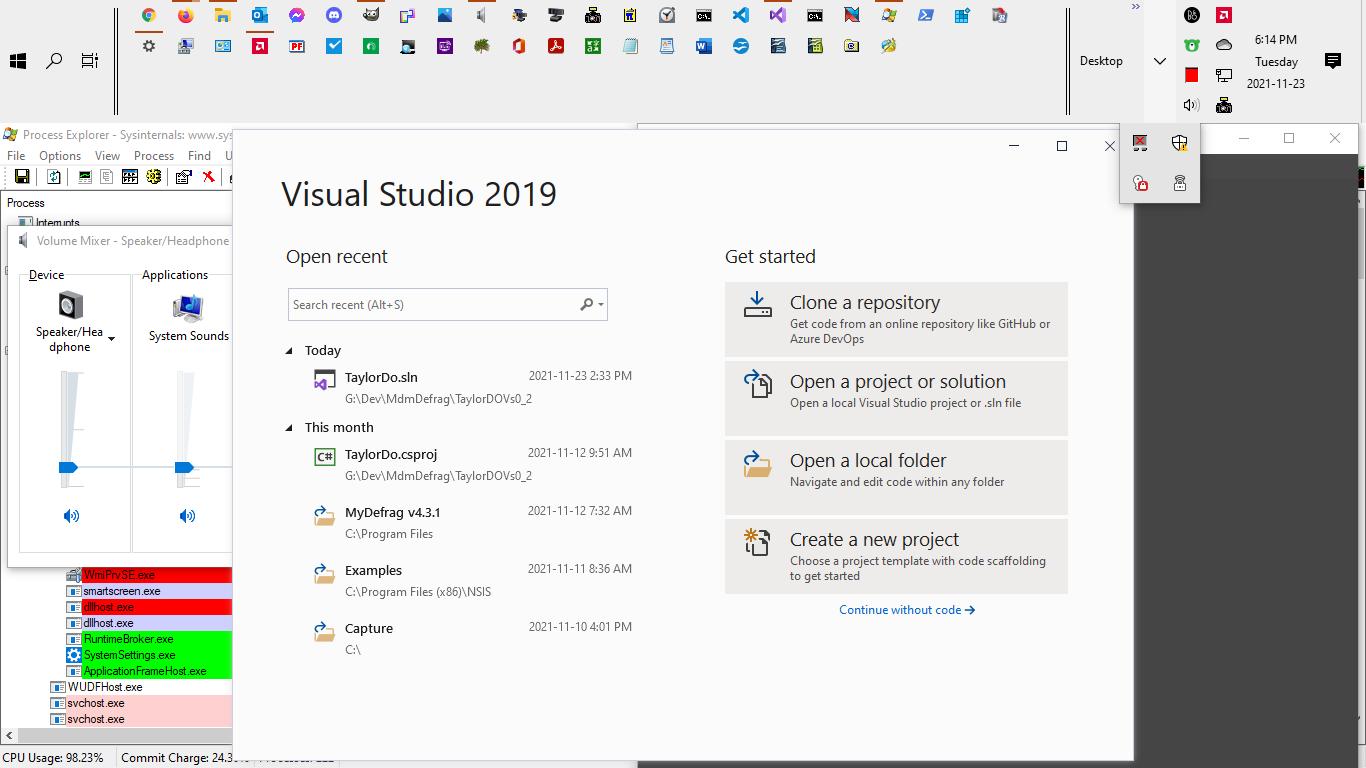 Desktop
6:14 PM
Tuesday
2021-11-23
Process Explorer - Sysinternals: www.sys
File Options View Process Find U
Process
Interrupts
Volume Mixer - Speaker/Headphone
Device
Applications
Speaker/Hea
dphone
System Sounds
WmiPrvSE.exe
smartscreen.exe
dllhost.exe
dllhost.exe
RuntimeBroker.exe
SystemSettings.exe
ApplicationFrameHost.exe
WUDFHost.exe
svchost.exe
svchost.exe
CPU Usage: 98.23% Commit Charge: 24.
Visual Studio 2019
Open recent
Search recent (Alt+S)
Today
TaylorDo.sln 2021-11-23 2:33 PM
G:\Dev\MdmDefrag\TaylorDOVs0_2
This month
TaylorDo.csproj 2021-11-12 9:51 AM
G:\Dev\MdmDefrag\TaylorDOVs0_2
MyDefrag v4.3.1 2021-11-12 7:32 AM
C:\Program Files
Examples 2021-11-11 8:36 AM
C:\Program Files (x86)\NSIS
Capture 2021-11-10 4:01 PM
C:\
Get started
Clone a repository
Get code from an online repository like GitHub or
Azure DevOps
Open a project or solution
Open a local Visual Studio project or .sln file
Open a local folder
Navigate and edit code within any folder
Create a new project
Choose a project template with code scaffolding
to get started
Continue without code